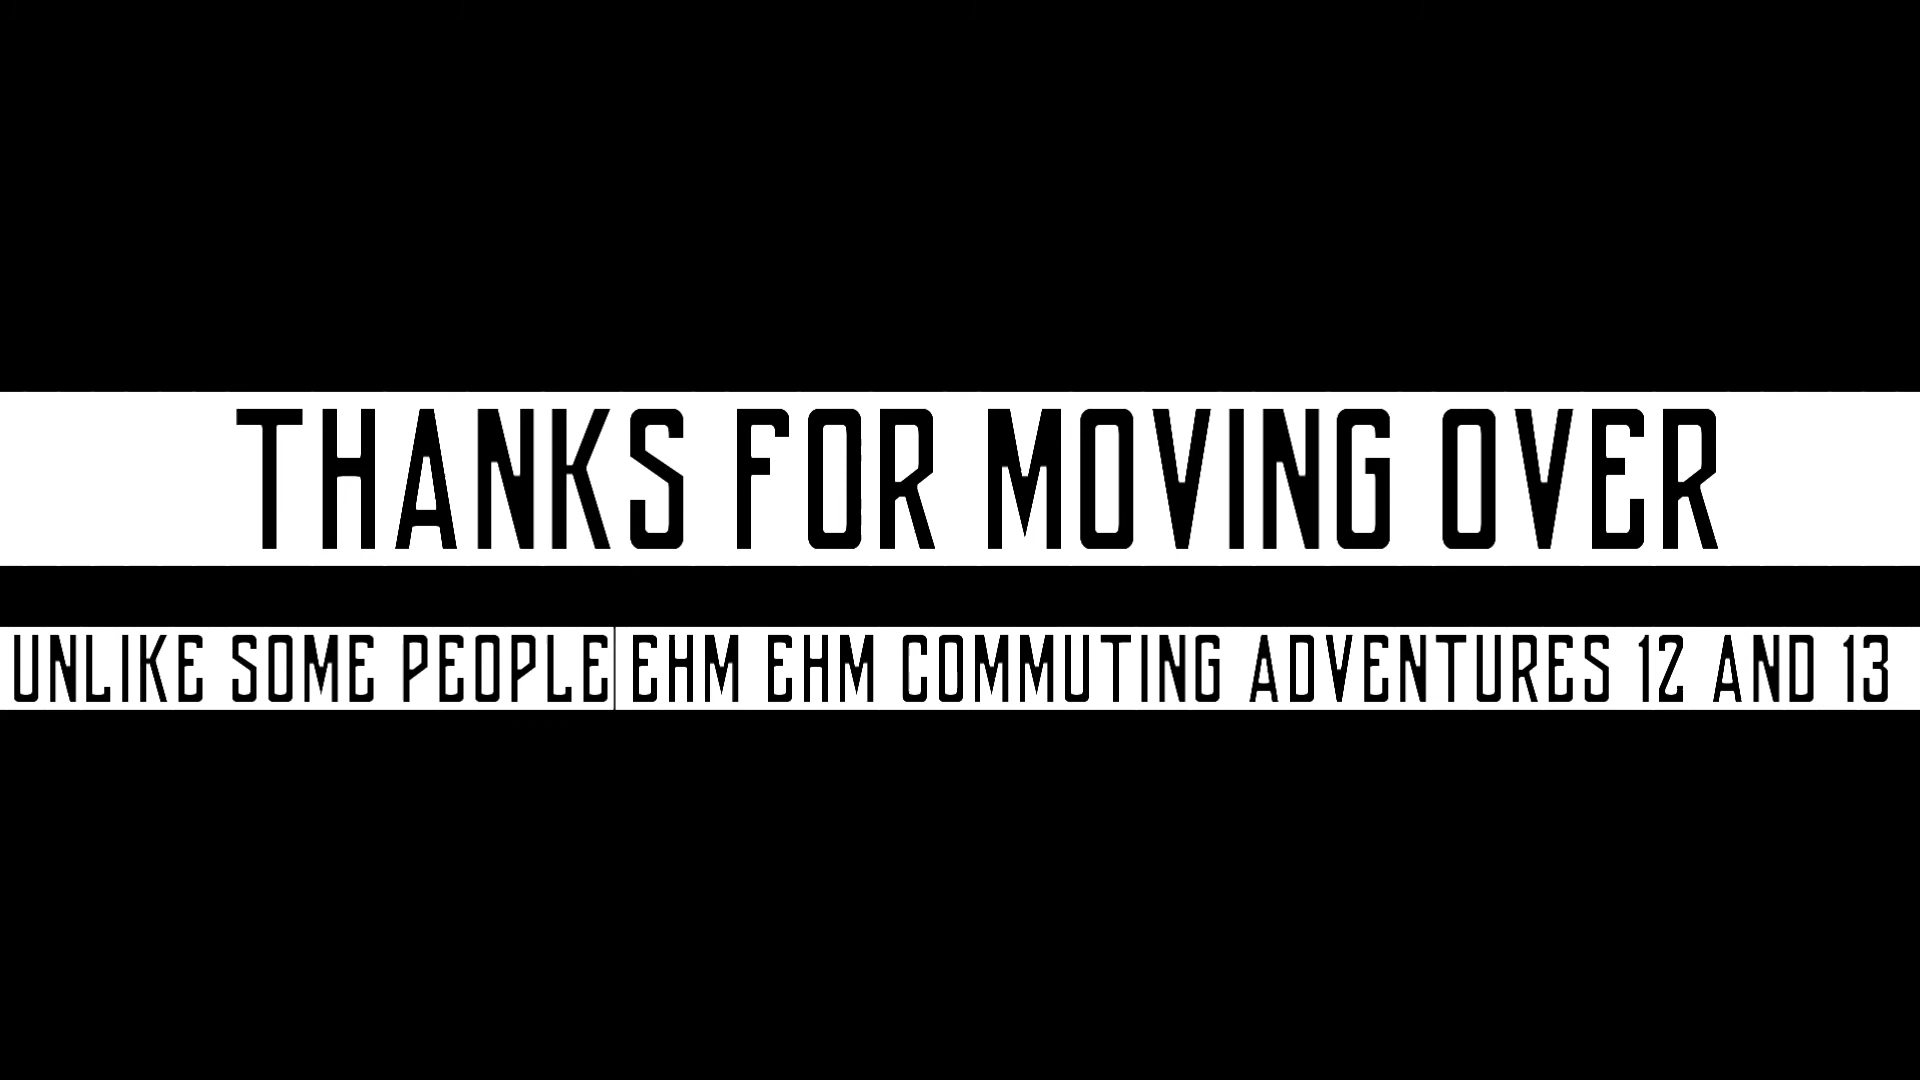 THANKS FOR MOVING OVER
UNLIKE SOME PEOPLE EHM EHM COMMUTING ADVENTURES 12 AND 13